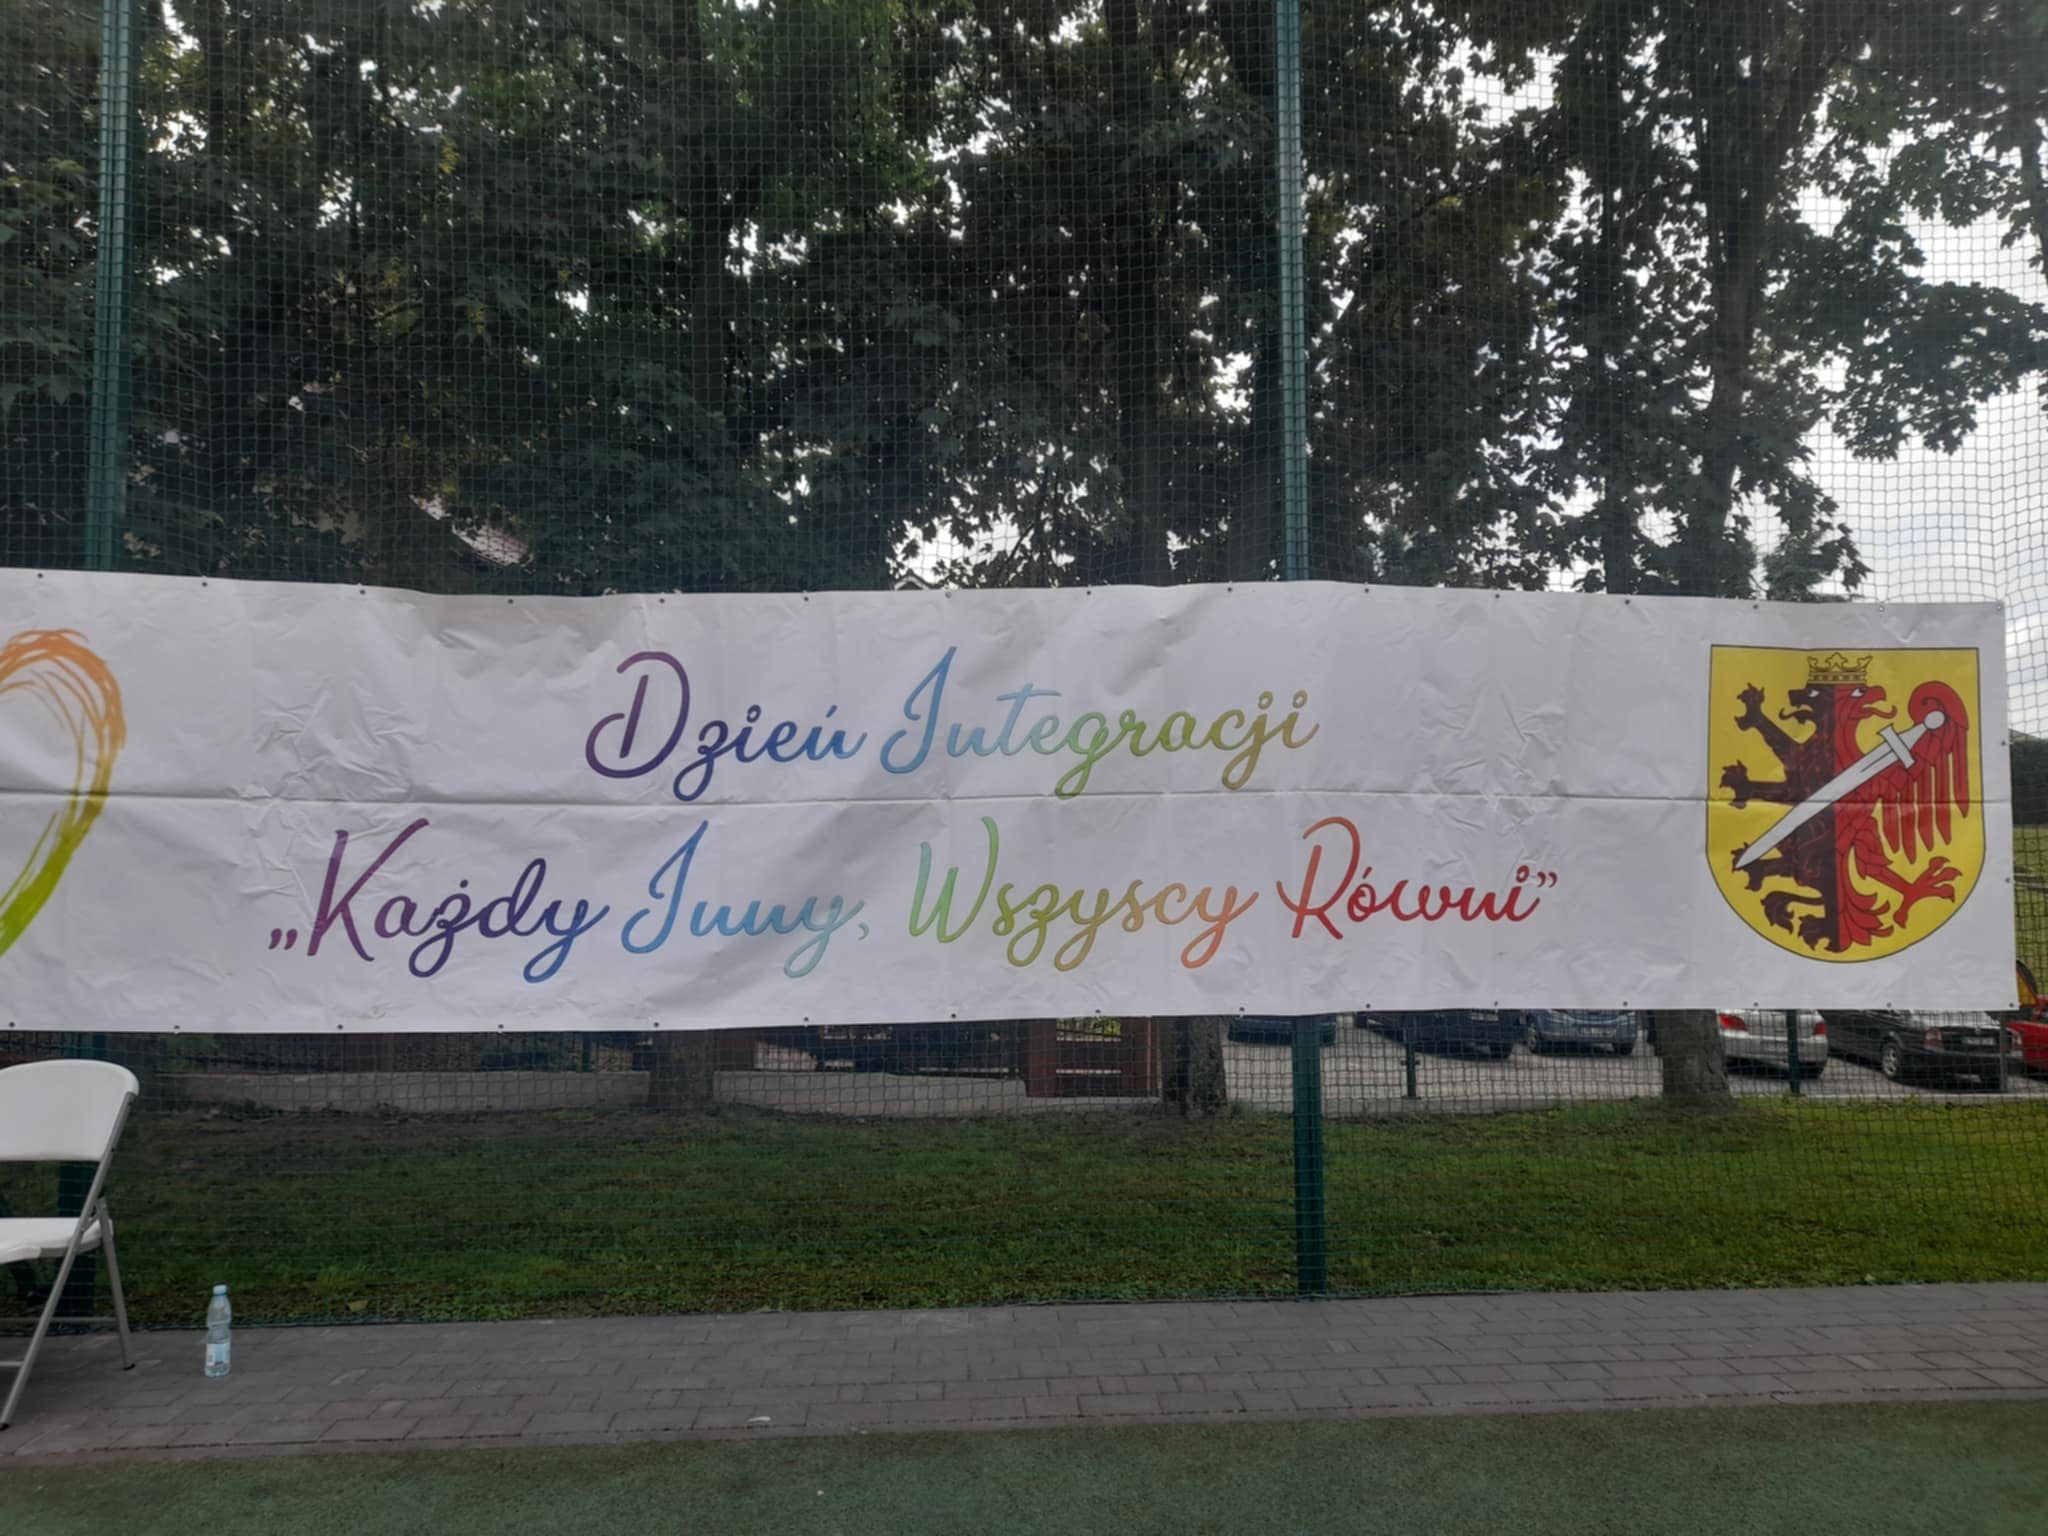 Dzień Integracji
„Każdy Inny, Wszyscy Równi”